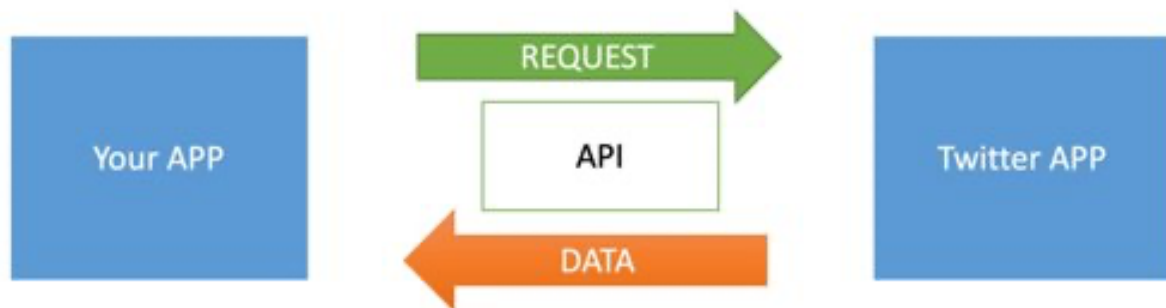 REQUEST
Your APP
API
Twitter APP
DATA